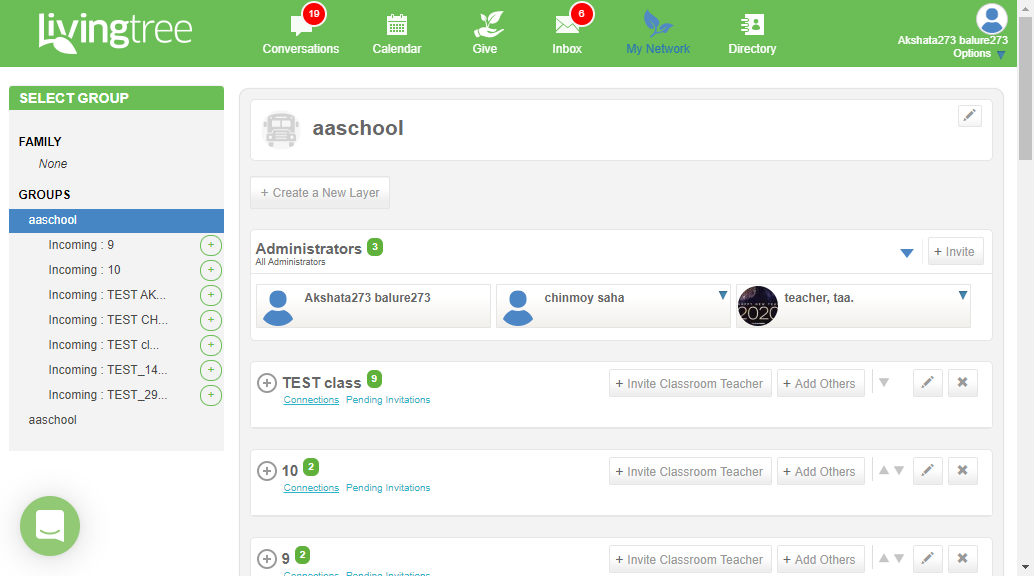 livingtree
19
Conversations
Calendar
Give
6
Inbox
My Network
Directory
Akshata273 balure273
Options
SELECT GROUP
FAMILY
None
GROUPS
aaschool
Incoming : 9
+
Incoming : 10
+
Incoming : TEST AK...
+
Incoming : TEST CH...
+
Incoming : TEST cl...
+
Incoming : TEST_14...
+
Incoming : TEST_29...
+
aaschool
aaschool
+ Create a New Layer
Administrators 3
All Administrators
+ Invite
Akshata273 balure273
chinmoy saha
HAPPY NEW YEAR
2020
teacher, taa.
TEST class 9
Connections Pending Invitations
+ Invite Classroom Teacher
+ Add Others
10 2
Connections Pending Invitations
+ Invite Classroom Teacher
+ Add Others
9 2
Connections Pending Invitations
+ Invite Classroom Teacher
+ Add Others